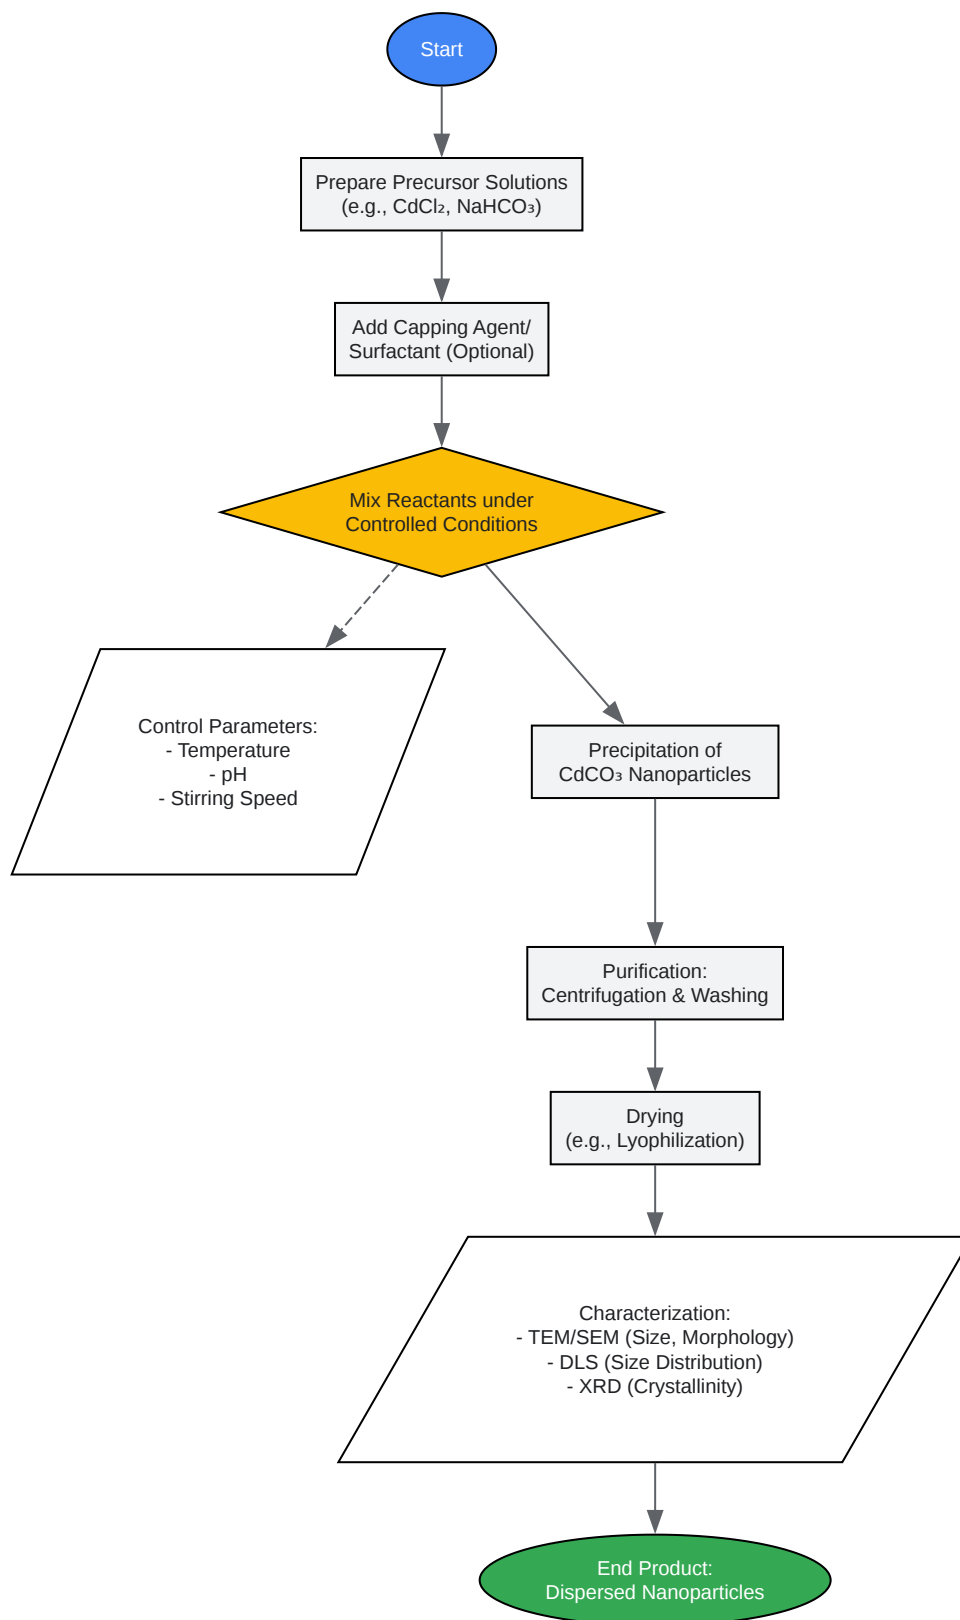 Start
Prepare Precursor Solutions
(e.g., CdCl₂, NaHCO₃)
Add Capping Agent/
Surfactant (Optional)
Mix Reactants under
Controlled Conditions
Control Parameters:
- Temperature
- pH
- Stirring Speed
Precipitation of
CdCO₃ Nanoparticles
Purification:
Centrifugation & Washing
Drying
(e.g., Lyophilization)
Characterization:
- TEM/SEM (Size, Morphology)
- DLS (Size Distribution)
- XRD (Crystallinity)
End Product:
Dispersed Nanoparticles